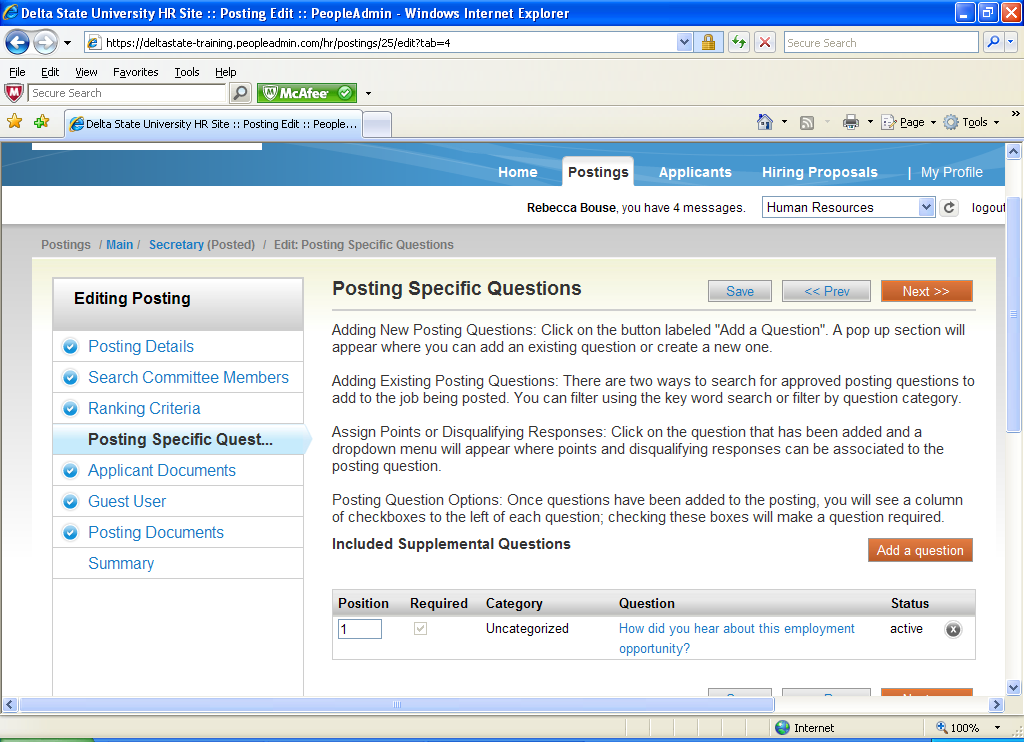 Delta State University HR Site :: Posting Edit :: PeopleAdmin - Windows Internet Explorer
https://deltastate-training.peopleadmin.com/hr/postings/25/edit?tab=4
Secure Search
File Edit View Favorites Tools Help
Secure Search
McAfee
Delta State University HR Site :: Posting Edit :: People...
Page Tools
Home Postings Applicants Hiring Proposals | My Profile
Rebecca Bouse, you have 4 messages. Human Resources logout
Postings / Main / Secretary (Posted) / Edit: Posting Specific Questions
Editing Posting
Posting Details
Search Committee Members
Ranking Criteria
Posting Specific Quest...
Applicant Documents
Guest User
Posting Documents
Summary
Posting Specific Questions
Save << Prev Next >>
Adding New Posting Questions: Click on the button labeled "Add a Question". A pop up section will
appear where you can add an existing question or create a new one.
Adding Existing Posting Questions: There are two ways to search for approved posting questions to
add to the job being posted. You can filter using the key word search or filter by question category.
Assign Points or Disqualifying Responses: Click on the question that has been added and a
dropdown menu will appear where points and disqualifying responses can be associated to the
posting question.
Posting Question Options: Once questions have been added to the posting, you will see a column
of checkboxes to the left of each question; checking these boxes will make a question required.
Included Supplemental Questions
Add a question
Position Required Category Question Status
1 Uncategorized How did you hear about this employment active
opportunity?
Internet 100%